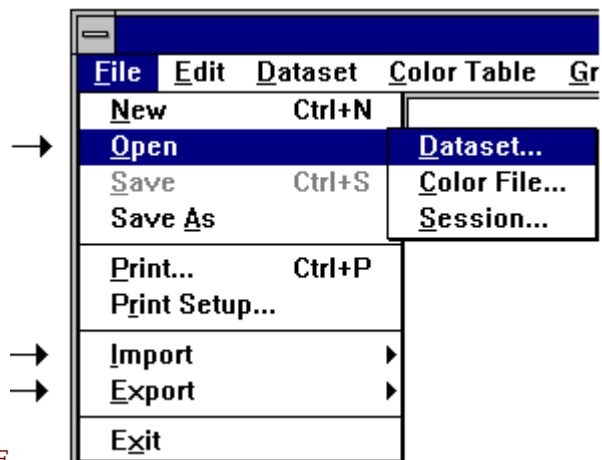 File Edit Dataset Color Table Gr
New Ctrl+N
Open Dataset...
Save Ctrl+S Color File...
Save As Session...
Print... Ctrl+P
Print Setup...
Import
Export
Exit